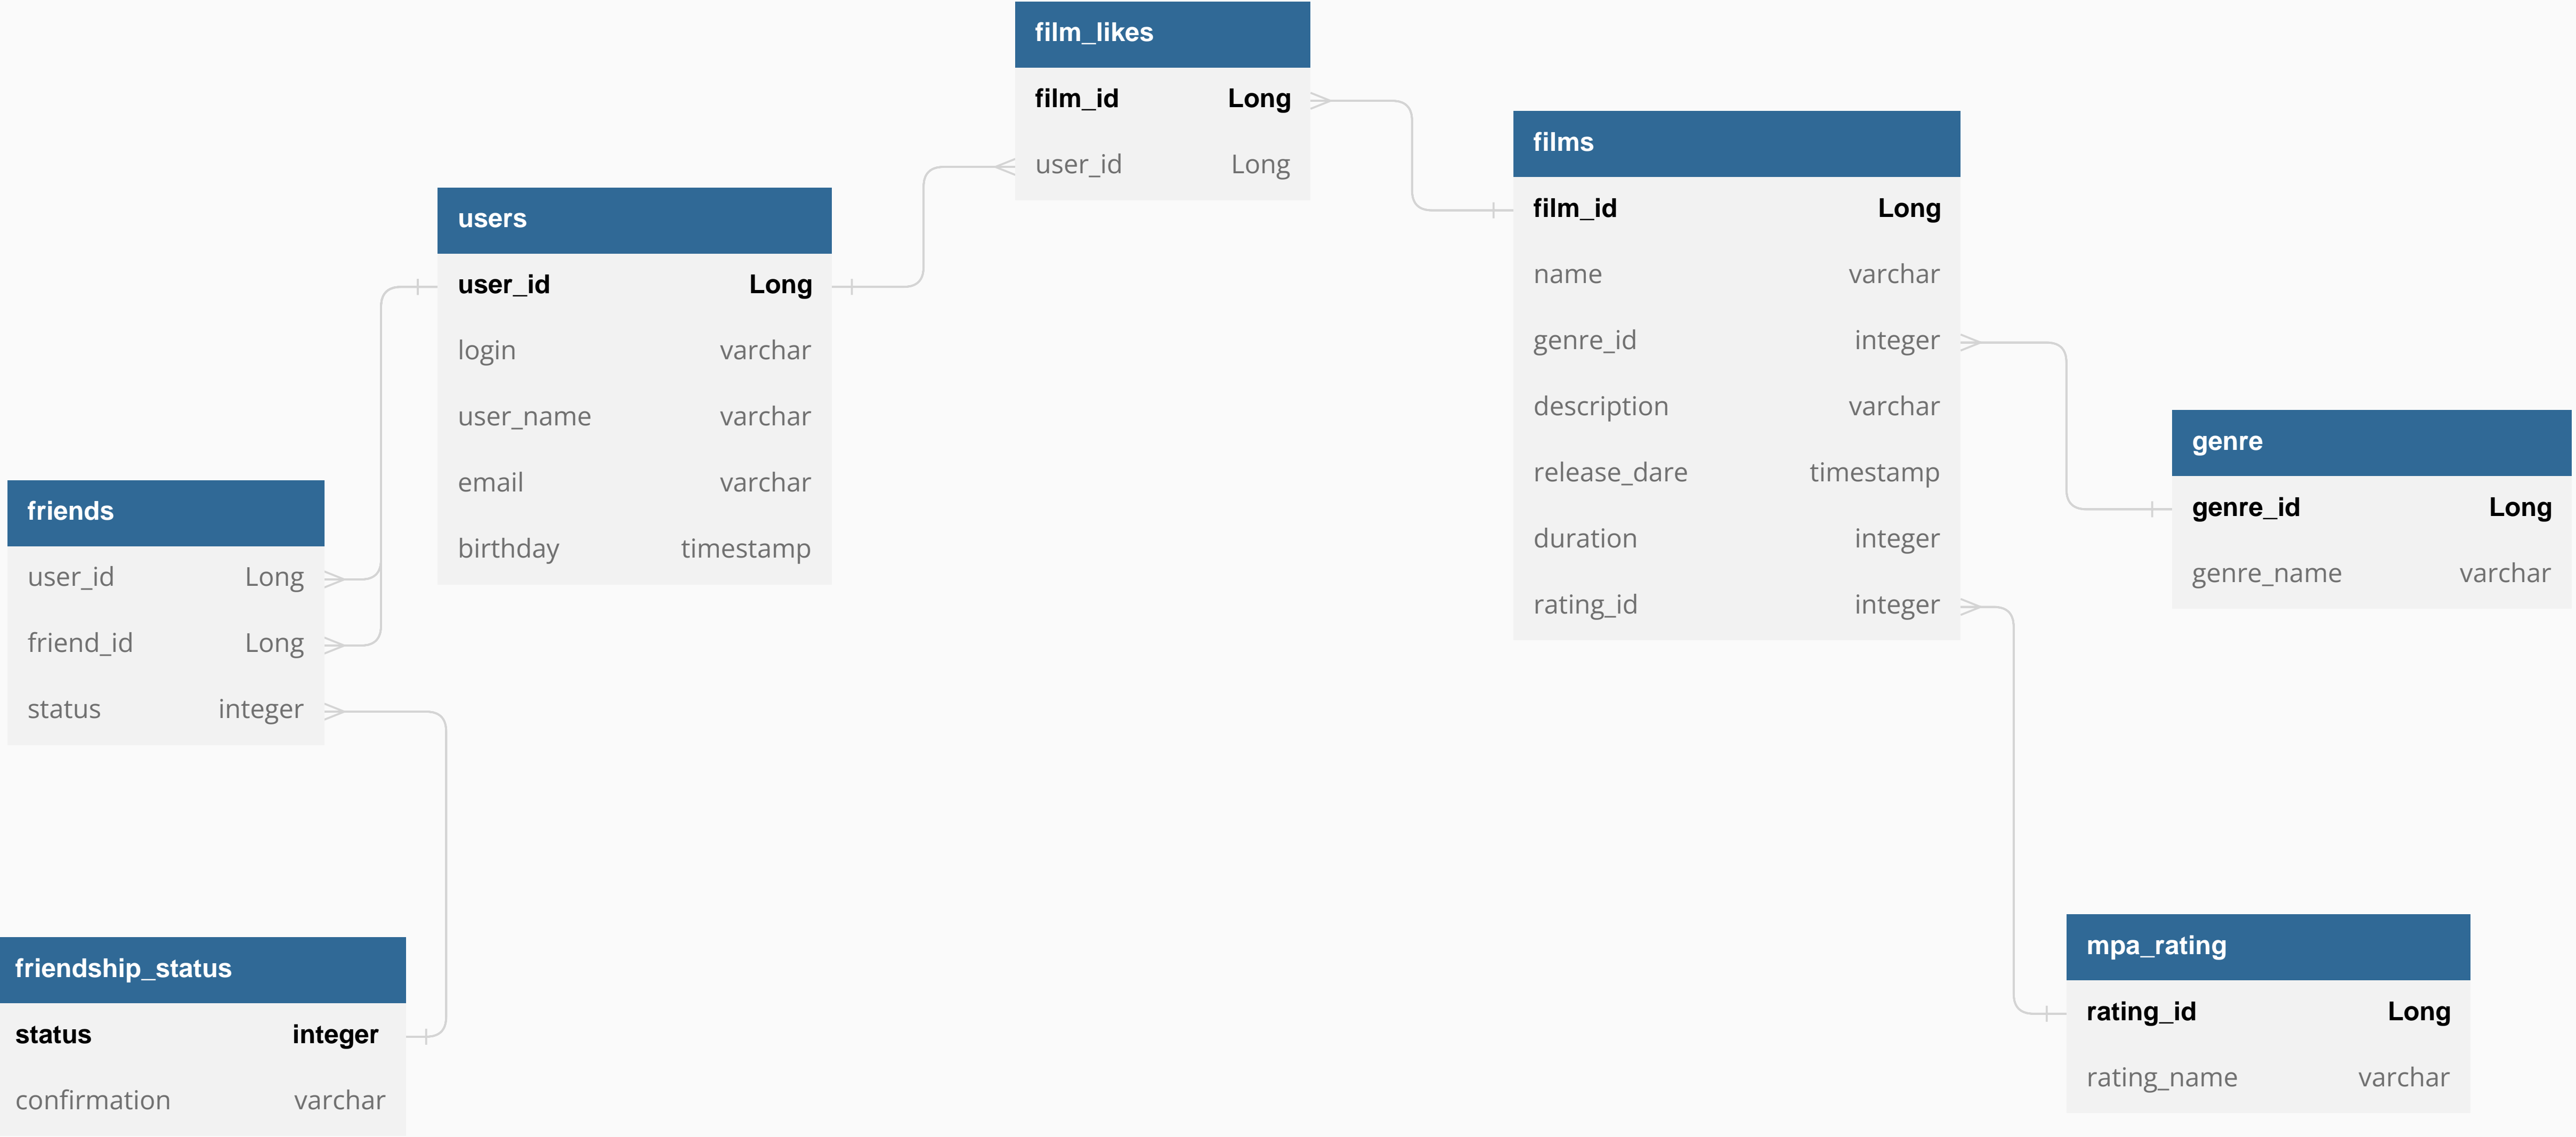 film_likes
film_id Long
user_id Long
films
film_id Long
name varchar
genre_id integer
description varchar
release_dare timestamp
duration integer
rating_id integer
users
user_id Long
login varchar
user_name varchar
email varchar
birthday timestamp
genre
genre_id Long
genre_name varchar
friends
user_id Long
friend_id Long
status integer
mpa_rating
rating_id Long
rating_name varchar
friendship_status
status integer
confirmation varchar